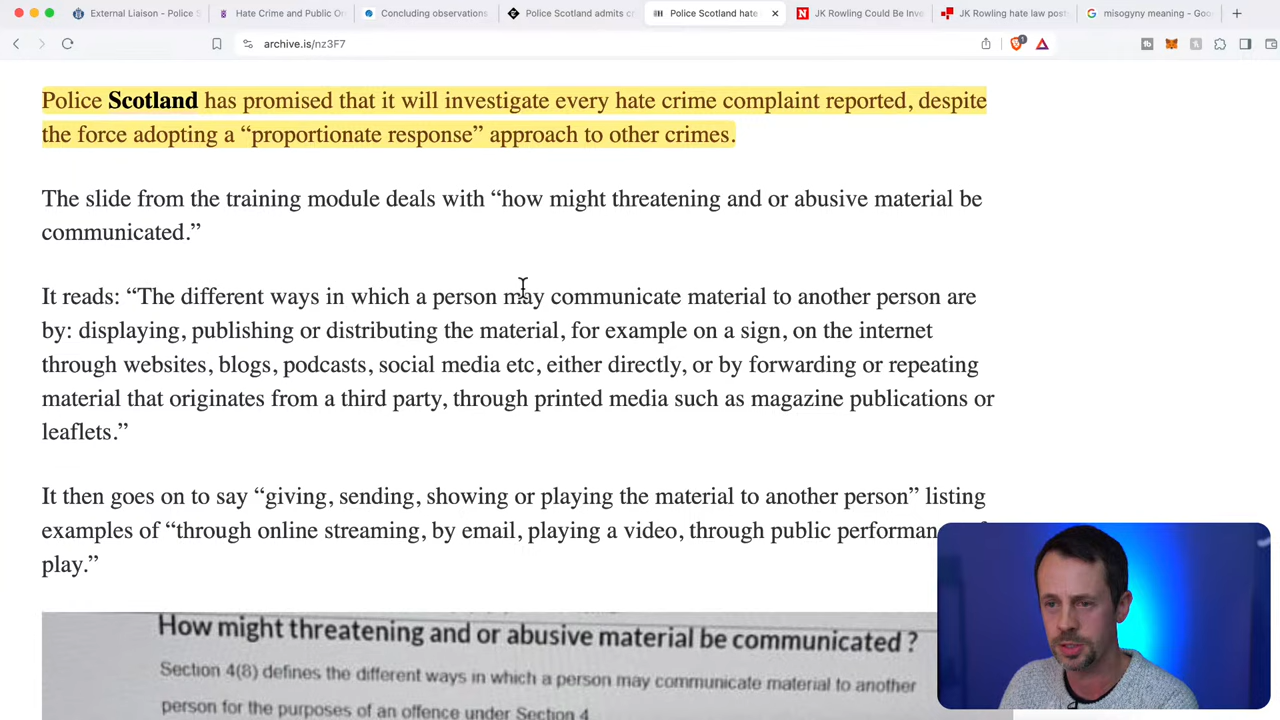 External Liaison - Police S
Hate Crime and Public Or
Concluding observations
Police Scotland admits cr
Police Scotland hate
JK Rowling Could Be Inve
JK Rowling hate law post
misogyny meaning - Goo
archive.is/nz3F7
1
Police Scotland has promised that it will investigate every hate crime complaint reported, despite
the force adopting a “proportionate response” approach to other crimes.
The slide from the training module deals with “how might threatening and or abusive material be
communicated.”
It reads: “The different ways in which a person may communicate material to another person are
by: displaying, publishing or distributing the material, for example on a sign, on the internet
through websites, blogs, podcasts, social media etc, either directly, or by forwarding or repeating
material that originates from a third party, through printed media such as magazine publications or
leaflets.”
It then goes on to say “giving, sending, showing or playing the material to another person” listing
examples of “through online streaming, by email, playing a video, through public performan
play.”
How might threatening and or abusive material be communicated ?
Section 4(8) defines the different ways in which a person may communicate material to another
person for the purposes of an offence under Section 4